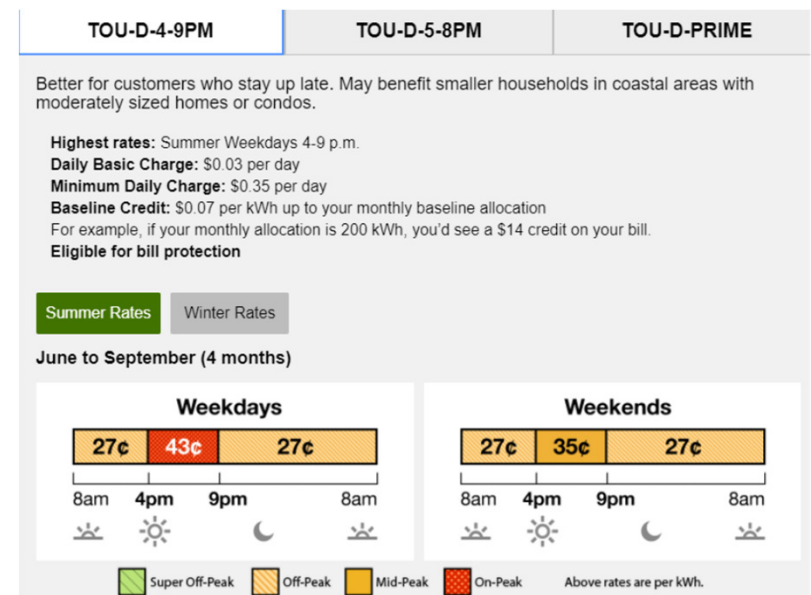 TOU-D-4-9PM TOU-D-5-8PM TOU-D-PRIME
Better for customers who stay up late. May benefit smaller households in coastal areas with
moderately sized homes or condos.
Highest rates: Summer Weekdays 4-9 p.m.
Daily Basic Charge: $0.03 per day
Minimum Daily Charge: $0.35 per day
Baseline Credit: $0.07 per kWh up to your monthly baseline allocation
For example, if your monthly allocation is 200 kWh, you'd see a $14 credit on your bill.
Eligible for bill protection
Summer Rates Winter Rates
June to September (4 months)
Weekdays
27¢ 43¢ 27¢
8am 4pm 9pm 8am
Weekends
27¢ 35¢ 27¢
8am 4pm 9pm 8am
Super Off-Peak Off-Peak Mid-Peak On-Peak Above rates are per kWh.